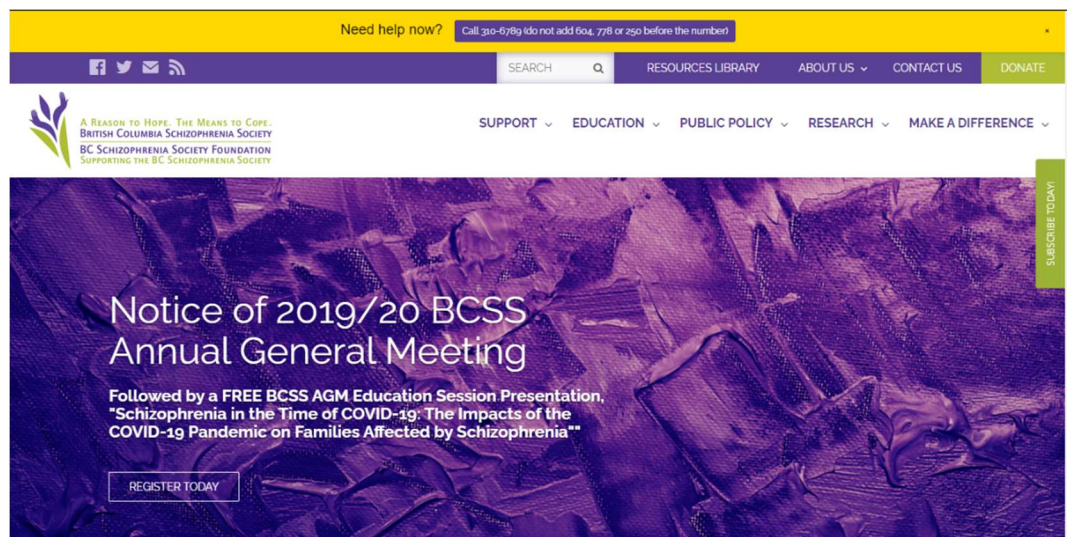 Need help now? Call 310-6789 (do not add 604, 778 or 250 before the number) ×
SEARCH RESOURCES LIBRARY ABOUT US CONTACT US DONATE
A REASON TO HOPE. THE MEANS TO COPE.
BRITISH COLUMBIA SCHIZOPHRENIA SOCIETY
BC SCHIZOPHRENIA SOCIETY FOUNDATION
SUPPORTING THE BC SCHIZOPHRENIA SOCIETY
SUPPORT EDUCATION PUBLIC POLICY RESEARCH MAKE A DIFFERENCE
SUBSCRIBE TODAY!
Notice of 2019/20 BCSS
Annual General Meeting
Followed by a FREE BCSS AGM Education Session Presentation,
"Schizophrenia in the Time of COVID-19: The Impacts of the
COVID-19 Pandemic on Families Affected by Schizophrenia""
REGISTER TODAY